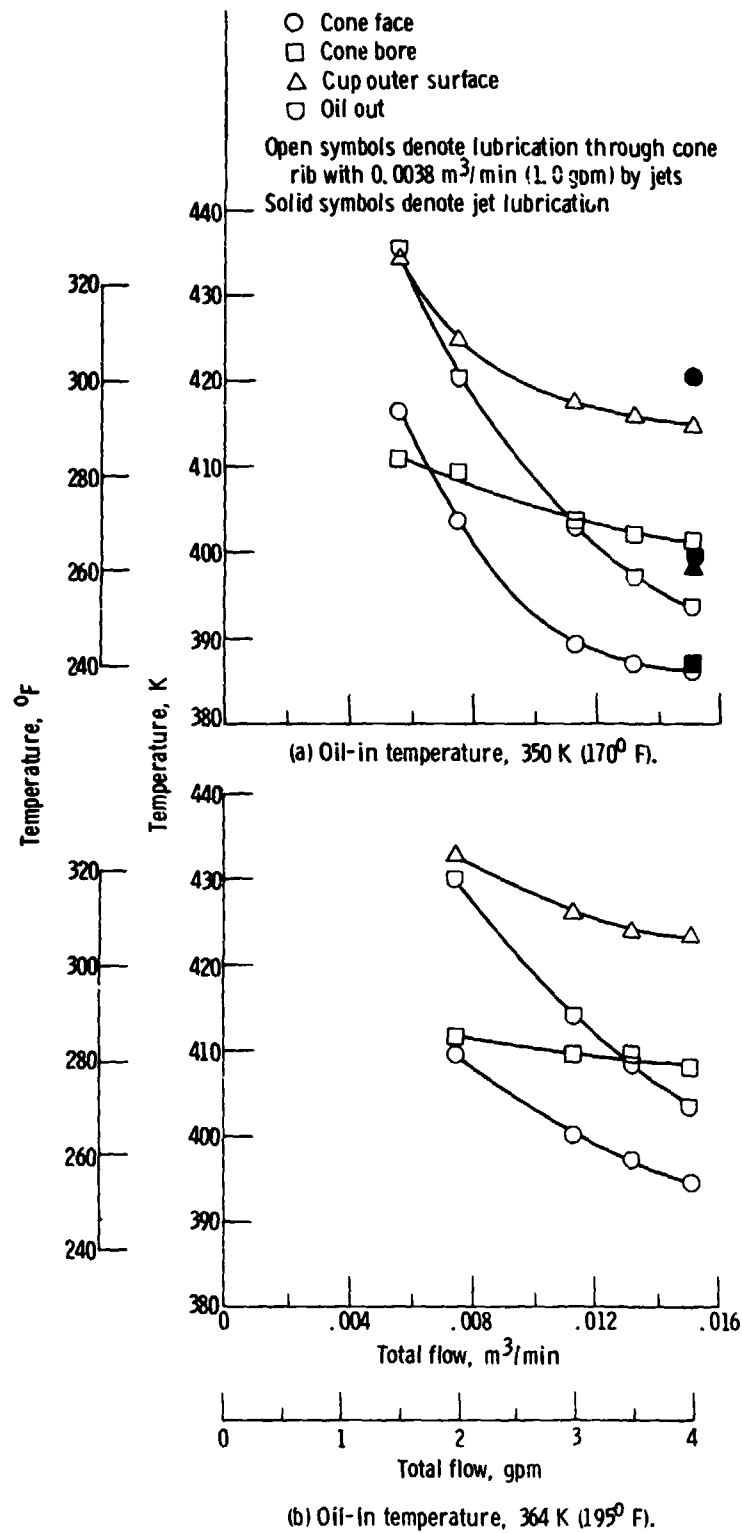 Cone face
Cone bore
Cup outer surface
Oil out
Open symbols denote lubrication through cone
rib with 0.0038 m³/min (1.0 gpm) by jets
Solid symbols denote jet lubrication
440
430
420
410
400
390
380
320
300
280
260
240
Temperature, °F
Temperature, K
(a) Oil-in temperature, 350 K (170° F).
440
430
420
410
400
390
380
320
300
280
260
240
0 .004 .008 .012 .016
Total flow, m³/min
0 1 2 3 4
Total flow, gpm
(b) Oil-in temperature, 364 K (195° F).